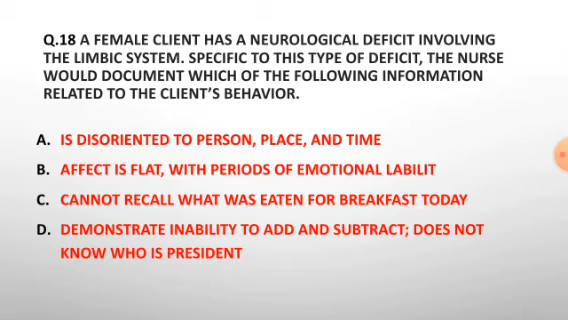 Q.18 A FEMALE CLIENT HAS A NEUROLOGICAL DEFICIT INVOLVING
THE LIMBIC SYSTEM. SPECIFIC TO THIS TYPE OF DEFICIT, THE NURSE
WOULD DOCUMENT WHICH OF THE FOLLOWING INFORMATION
RELATED TO THE CLIENT'S BEHAVIOR.
A. IS DISORIENTED TO PERSON, PLACE, AND TIME
B. AFFECT IS FLAT, WITH PERIODS OF EMOTIONAL LABILIT
C. CANNOT RECALL WHAT WAS EATEN FOR BREAKFAST TODAY
D. DEMONSTRATE INABILITY TO ADD AND SUBTRACT; DOES NOT
KNOW WHO IS PRESIDENT